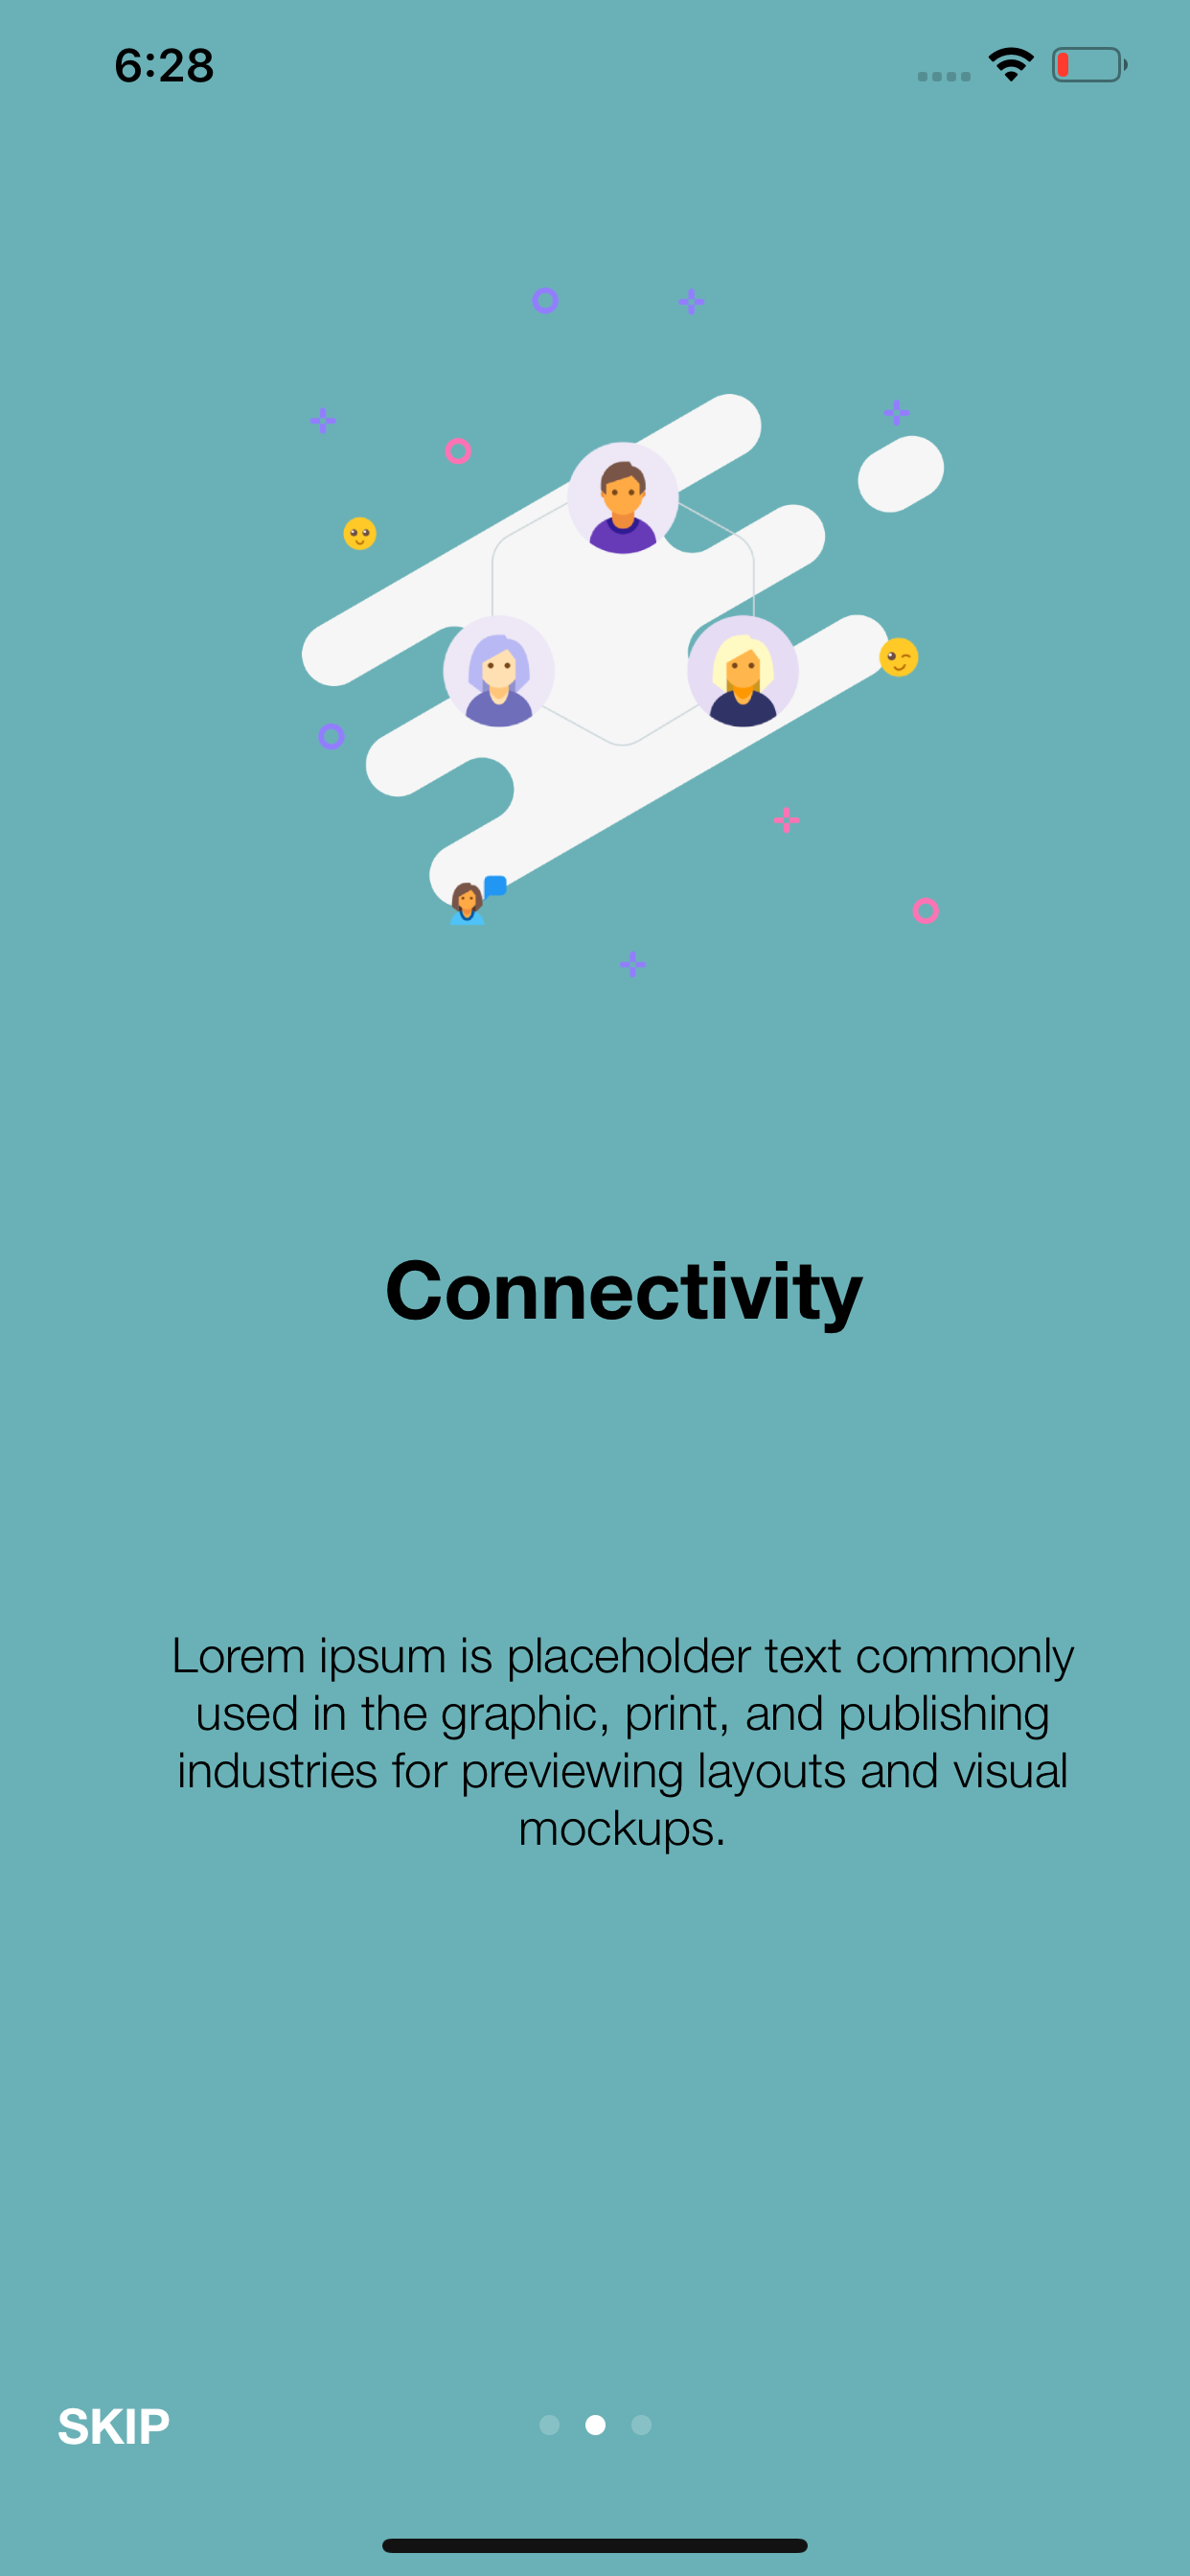 6:28
Connectivity
Lorem ipsum is placeholder text commonly
used in the graphic, print, and publishing
industries for previewing layouts and visual
mockups.
SKIP